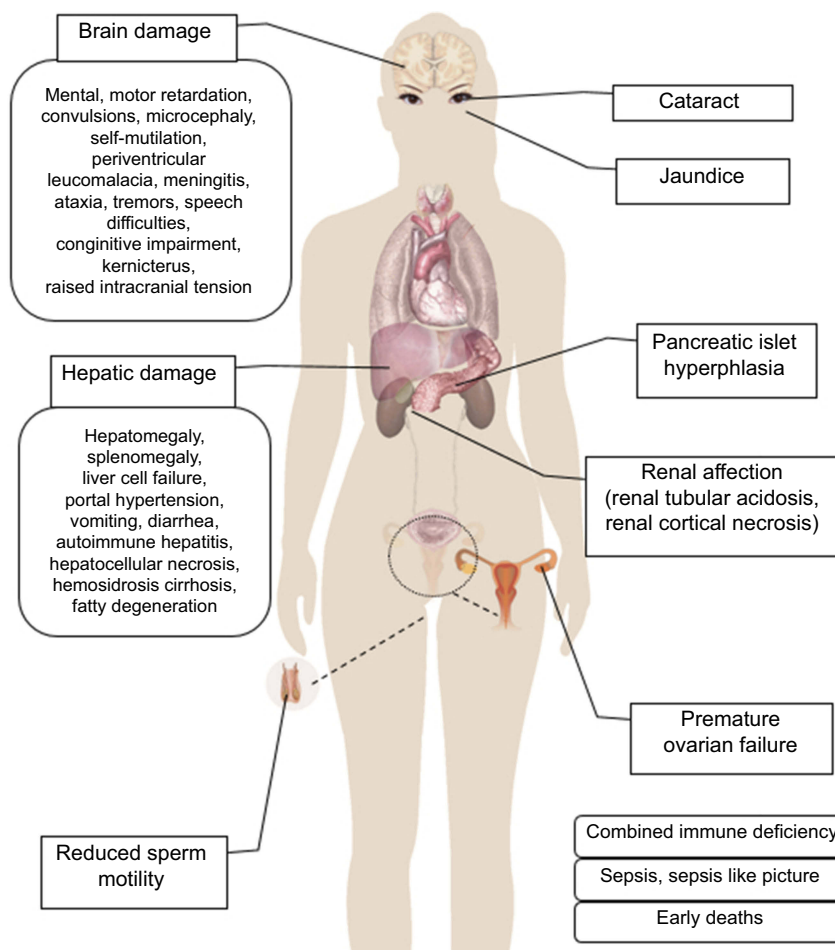 Brain damage
Mental, motor retardation,
convulsions, microcephaly,
self-mutilation,
periventricular
leucomalacia, meningitis,
ataxia, tremors, speech
difficulties,
conginitive impairment,
kernicterus,
raised intracranial tension
Cataract
Jaundice
Hepatic damage
Hepatomegaly,
splenomegaly,
liver cell failure,
portal hypertension,
vomiting, diarrhea,
autoimmune hepatitis,
hepatocellular necrosis,
hemosidrosis cirrhosis,
fatty degeneration
Pancreatic islet
hyperphlasia
Renal affection
(renal tubular acidosis,
renal cortical necrosis)
Premature
ovarian failure
Reduced sperm
motility
Combined immune deficiency
Sepsis, sepsis like picture
Early deaths